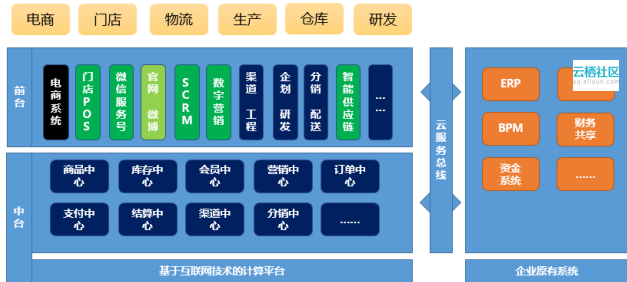 电商 门店 物流 生产 仓库 研发
前台
电商系统
门店POS
微信服务号
官网 微博
SCRM
数字营销
渠道 工程
企划 研发
分销 配送
智能供应链
……
中台
商品中心
库存中心
会员中心
营销中心
订单中心
支付中心
结算中心
渠道中心
分销中心
……
基于互联网技术的计算平台
云服务总线
ERP
云栖社区
yq.aliyun.com
BPM
财务
共享
资金
系统
……
企业原有系统